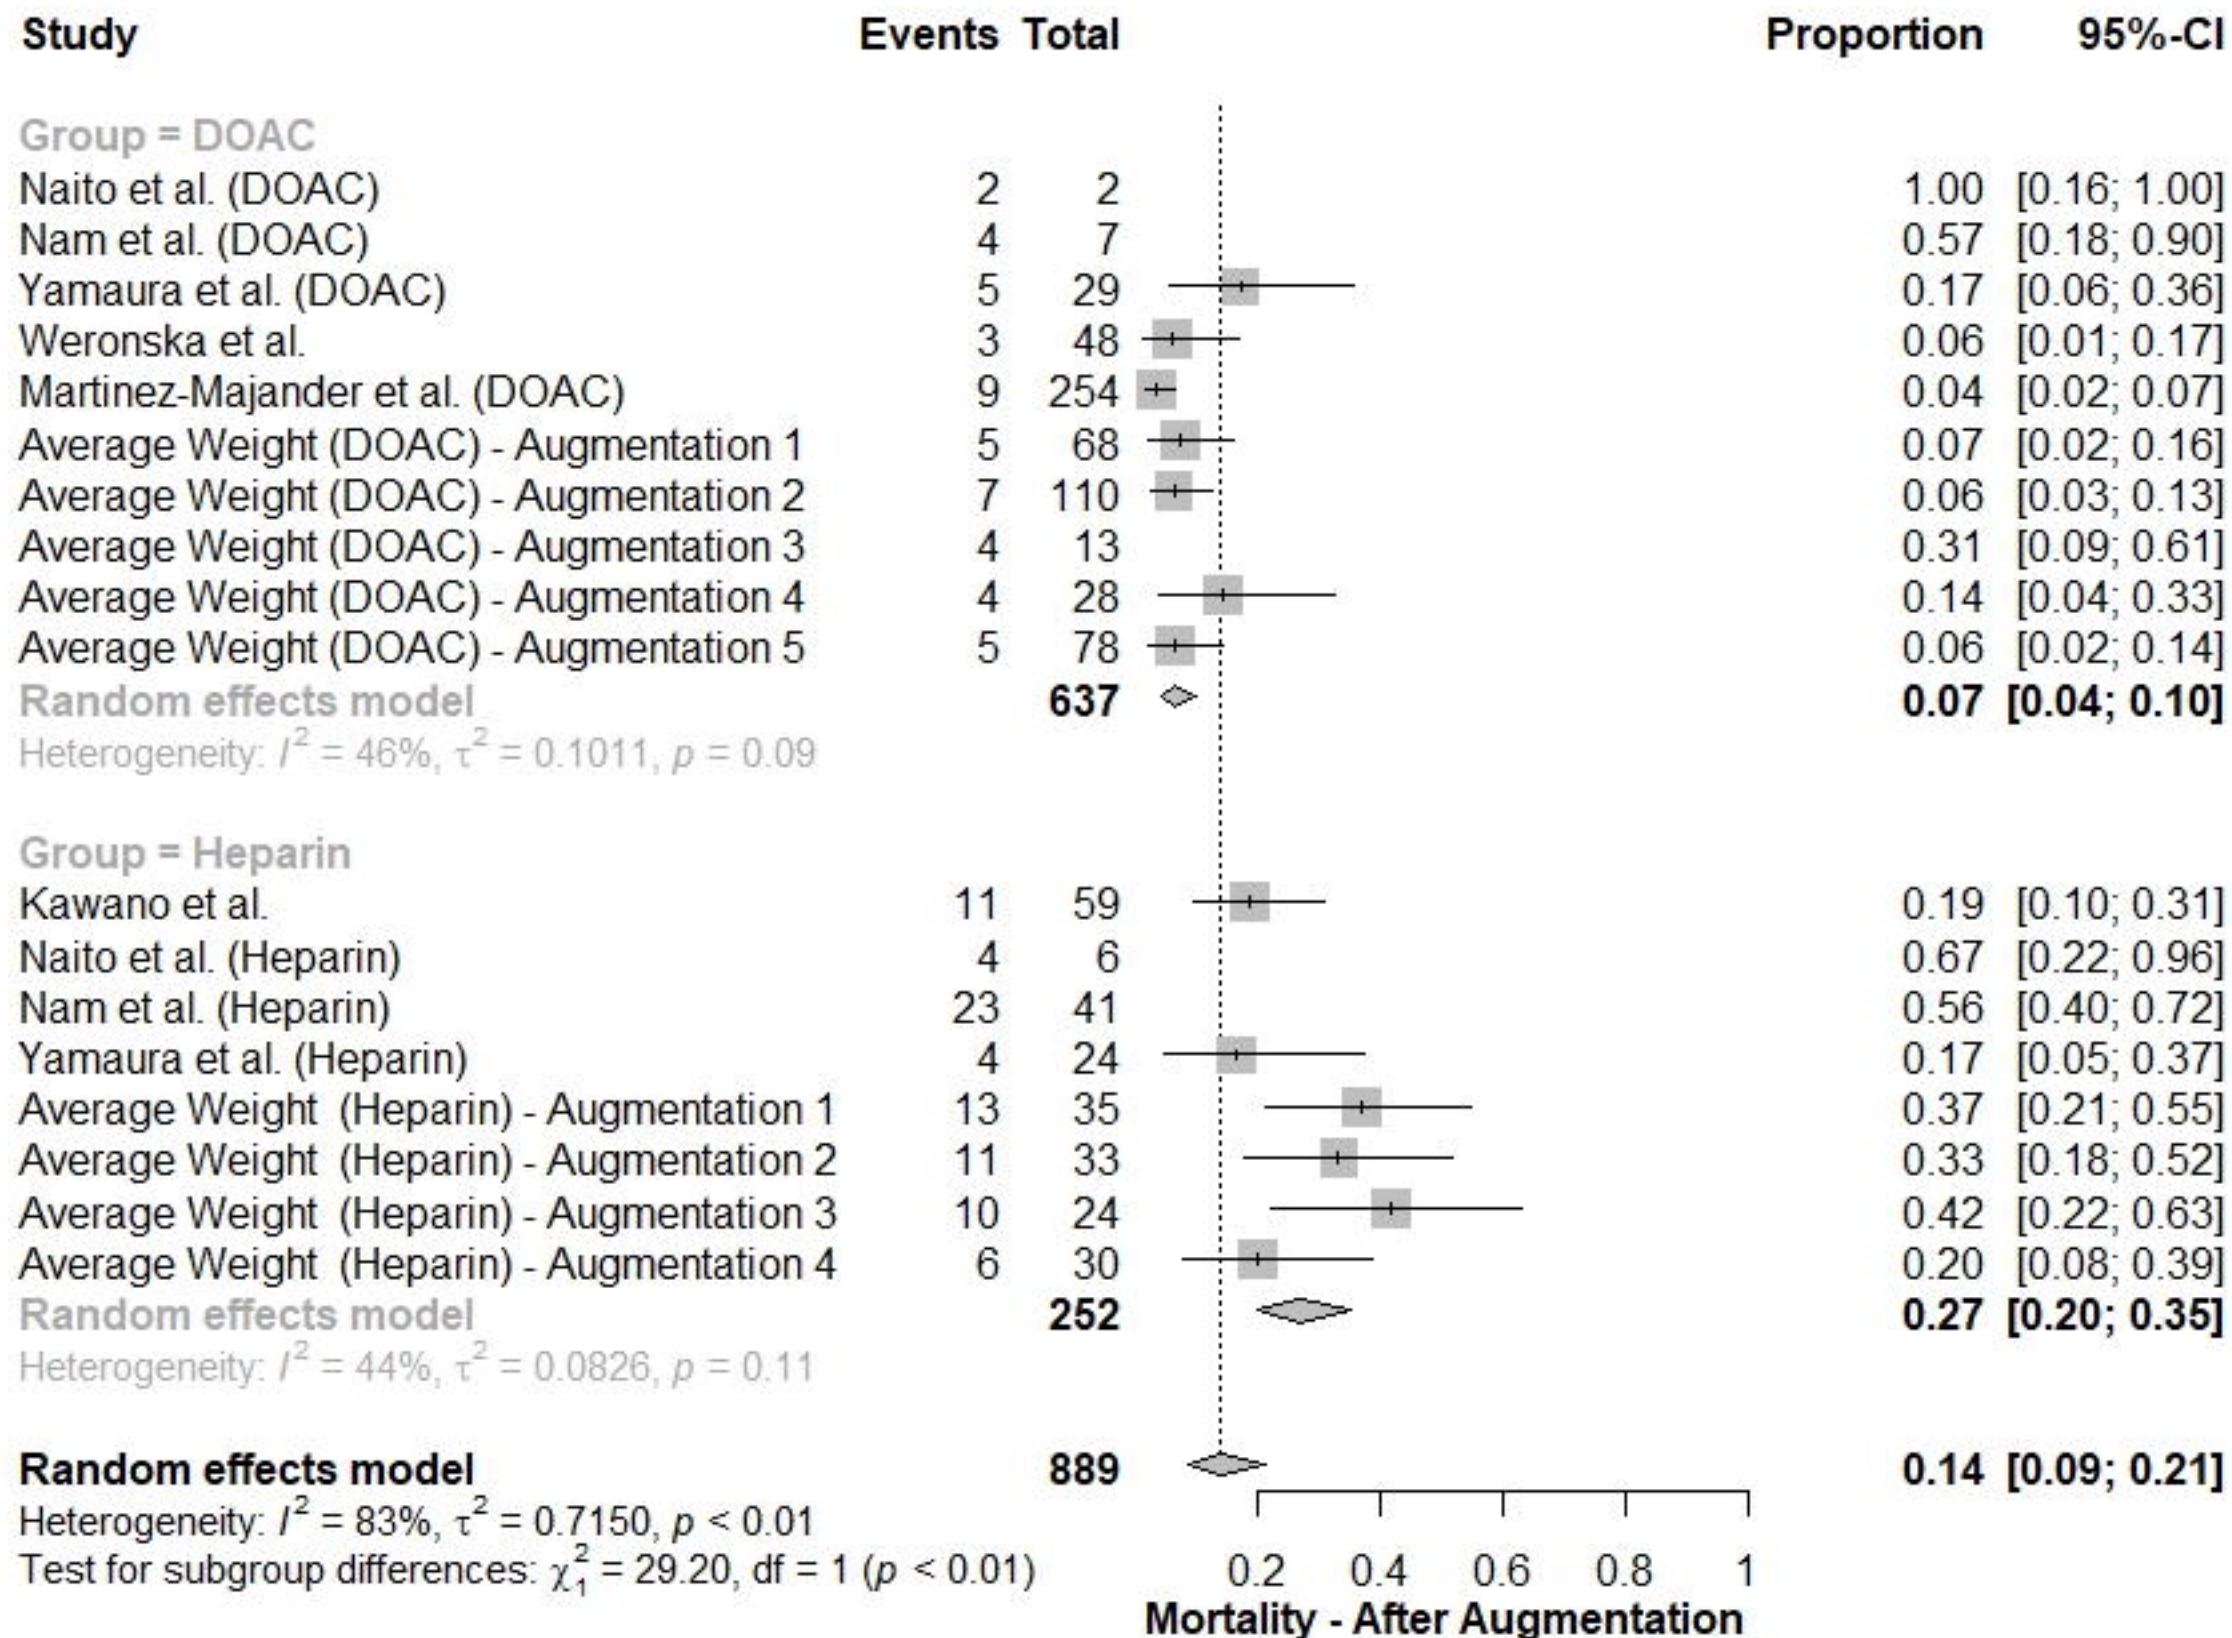 Study Events Total Proportion 95%-CI
Group = DOAC
Naito et al. (DOAC) 2 2 1.00 [0.16; 1.00]
Nam et al. (DOAC) 4 7 0.57 [0.18; 0.90]
Yamaura et al. (DOAC) 5 29 0.17 [0.06; 0.36]
Weronska et al. 3 48 0.06 [0.01; 0.17]
Martinez-Majander et al. (DOAC) 9 254 0.04 [0.02; 0.07]
Average Weight (DOAC) - Augmentation 1 5 68 0.07 [0.02; 0.16]
Average Weight (DOAC) - Augmentation 2 7 110 0.06 [0.03; 0.13]
Average Weight (DOAC) - Augmentation 3 4 13 0.31 [0.09; 0.61]
Average Weight (DOAC) - Augmentation 4 4 28 0.14 [0.04; 0.33]
Average Weight (DOAC) - Augmentation 5 5 78 0.06 [0.02; 0.14]
Random effects model 637 0.07 [0.04; 0.10]
Heterogeneity: I² = 46%, τ² = 0.1011, p = 0.09
Group = Heparin
Kawano et al. 11 59 0.19 [0.10; 0.31]
Naito et al. (Heparin) 4 6 0.67 [0.22; 0.96]
Nam et al. (Heparin) 23 41 0.56 [0.40; 0.72]
Yamaura et al. (Heparin) 4 24 0.17 [0.05; 0.37]
Average Weight (Heparin) - Augmentation 1 13 35 0.37 [0.21; 0.55]
Average Weight (Heparin) - Augmentation 2 11 33 0.33 [0.18; 0.52]
Average Weight (Heparin) - Augmentation 3 10 24 0.42 [0.22; 0.63]
Average Weight (Heparin) - Augmentation 4 6 30 0.20 [0.08; 0.39]
Random effects model 252 0.27 [0.20; 0.35]
Heterogeneity: I² = 44%, τ² = 0.0826, p = 0.11
Random effects model 889 0.14 [0.09; 0.21]
Heterogeneity: I² = 83%, τ² = 0.7150, p < 0.01
Test for subgroup differences: χ²₁ = 29.20, df = 1 (p < 0.01)
0.2 0.4 0.6 0.8 1
Mortality - After Augmentation